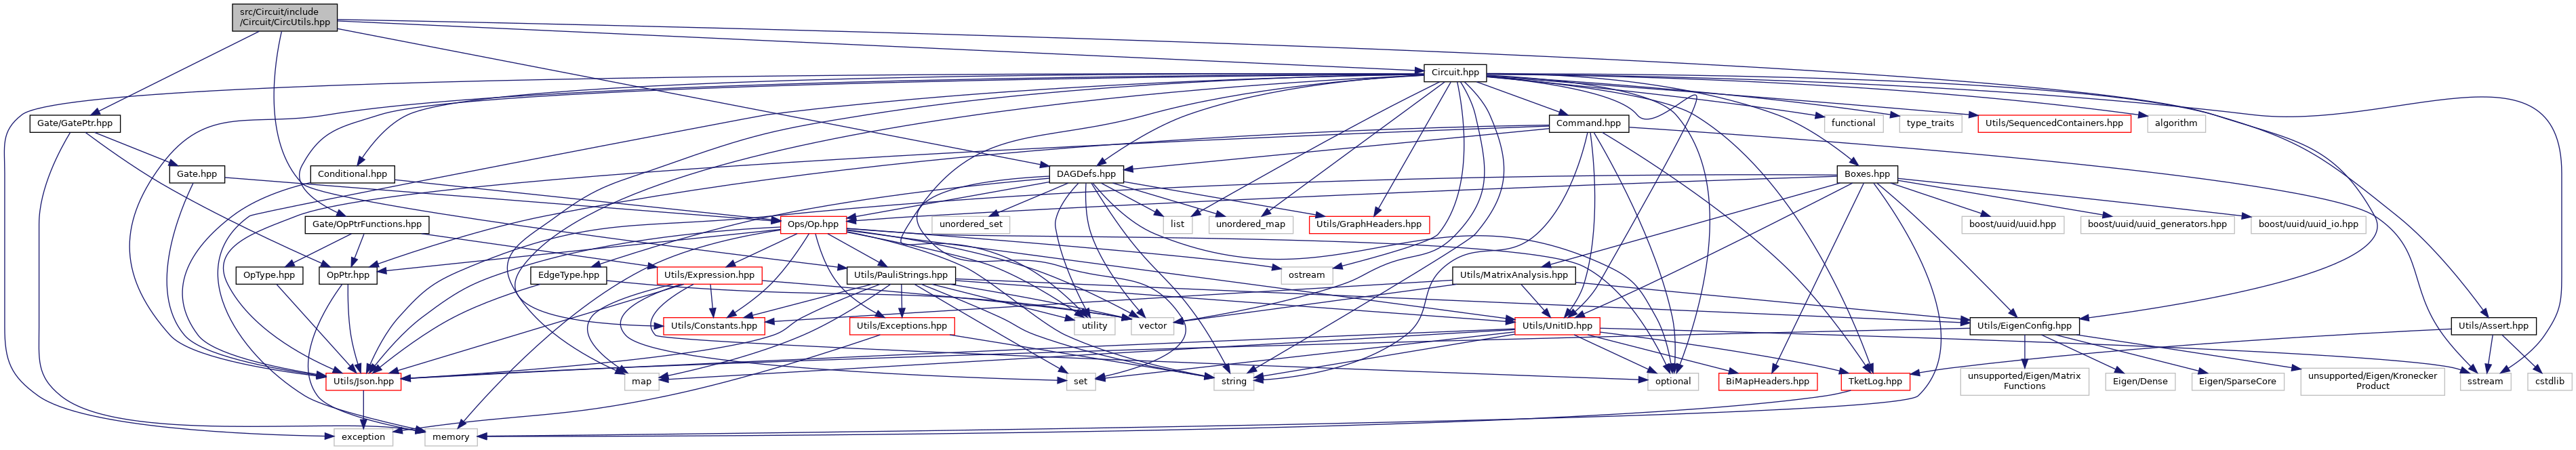 src/Circuit/include
/Circuit/CircUtils.hpp
Circuit.hpp
Gate/GatePtr.hpp
Command.hpp
functional
type_traits
Utils/SequencedContainers.hpp
algorithm
Gate.hpp
Conditional.hpp
DAGDefs.hpp
Boxes.hpp
Gate/OpPtrFunctions.hpp
Ops/Op.hpp
unordered_set
list
unordered_map
Utils/GraphHeaders.hpp
boost/uuid/uuid.hpp
boost/uuid/uuid_generators.hpp
boost/uuid/uuid_io.hpp
OpType.hpp
OpPtr.hpp
EdgeType.hpp
Utils/Expression.hpp
Utils/PauliStrings.hpp
ostream
Utils/MatrixAnalysis.hpp
Utils/Constants.hpp
Utils/Exceptions.hpp
utility
vector
Utils/UnitID.hpp
Utils/EigenConfig.hpp
Utils/Assert.hpp
Utils/Json.hpp
map
set
string
optional
BiMapHeaders.hpp
TketLog.hpp
unsupported/Eigen/Matrix
Functions
Eigen/Dense
Eigen/SparseCore
unsupported/Eigen/Kronecker
Product
sstream
cstdlib
exception
memory